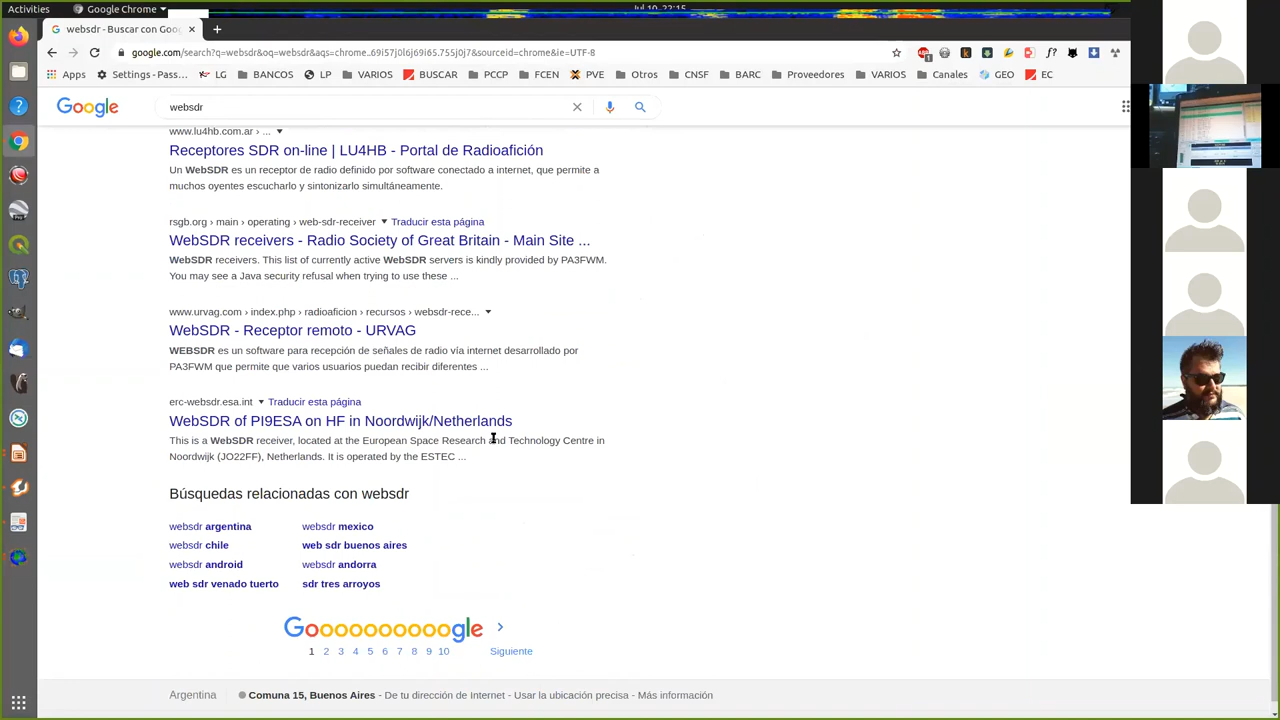 Activities
Google Chrome
Jul 10, 22:15
websdr - Buscar con Goo
google.com/search?q=websdr&oq=websdr&aqs=chrome..69i57j0l6j69i65.755j0j7&sourceid=chrome&ie=UTF-8
Apps Settings - Pass... LG BANCOS LP VARIOS BUSCAR PCCP FCEN PVE Otros CNSF BARC Proveedores VARIOS Canales GEO EC
Google websdr
www.lu4hb.com.ar › ...
Receptores SDR on-line | LU4HB - Portal de Radioafición
Un WebSDR es un receptor de radio definido por software conectado a internet, que permite a
muchos oyentes escucharlo y sintonizarlo simultáneamente.
rsgb.org › main › operating › web-sdr-receiver Traducir esta página
WebSDR receivers - Radio Society of Great Britain - Main Site ...
WebSDR receivers. This list of currently active WebSDR servers is kindly provided by PA3FWM.
You may see a Java security refusal when trying to use these ...
www.urvag.com › index.php › radioaficion › recursos › websdr-rece...
WebSDR - Receptor remoto - URVAG
WEBSDR es un software para recepción de señales de radio vía internet desarrollado por
PA3FWM que permite que varios usuarios puedan recibir diferentes ...
erc-websdr.esa.int Traducir esta página
WebSDR of PI9ESA on HF in Noordwijk/Netherlands
This is a WebSDR receiver, located at the European Space Research and Technology Centre in
Noordwijk (JO22FF), Netherlands. It is operated by the ESTEC ...
Búsquedas relacionadas con websdr
websdr argentina websdr mexico
websdr chile web sdr buenos aires
websdr android websdr andorra
web sdr venado tuerto sdr tres arroyos
Goooooooooogle >
1 2 3 4 5 6 7 8 9 10 Siguiente
Argentina Comuna 15, Buenos Aires - De tu dirección de Internet - Usar la ubicación precisa - Más información